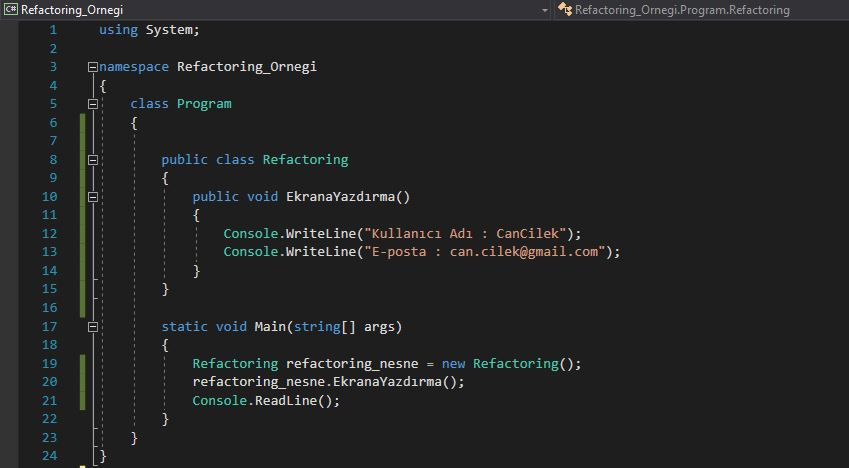 C# Refactoring_Ornegi Refactoring_Ornegi.Program.Refactoring
1 using System;
2
3 namespace Refactoring_Ornegi
4 {
5 class Program
6 {
7
8 public class Refactoring
9 {
10 public void EkranaYazdırma()
11 {
12 Console.WriteLine("Kullanıcı Adı : CanCilek");
13 Console.WriteLine("E-posta : can.cilek@gmail.com");
14 }
15 }
16
17 static void Main(string[] args)
18 {
19 Refactoring refactoring_nesne = new Refactoring();
20 refactoring_nesne.EkranaYazdırma();
21 Console.ReadLine();
22 }
23 }
24 }